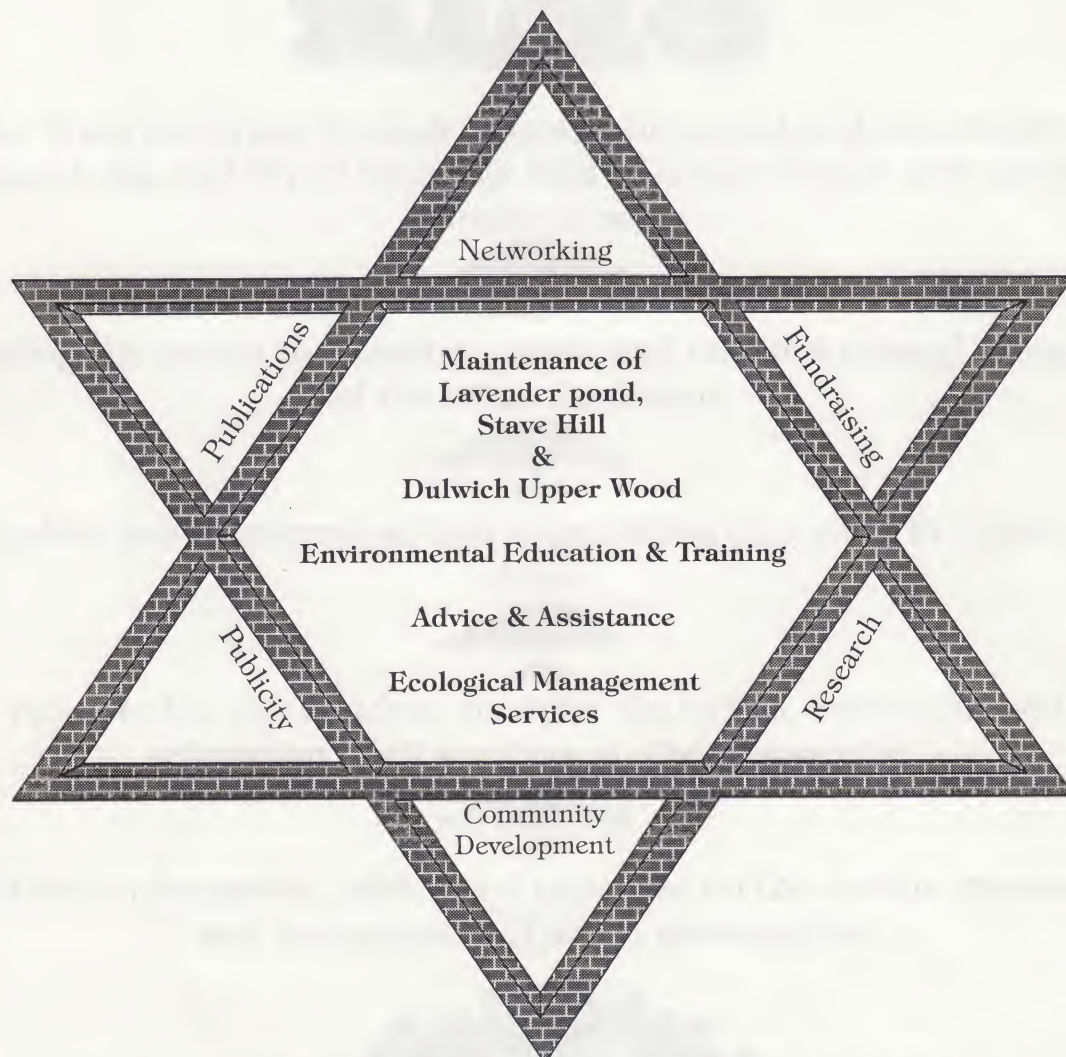 Networking
Publications
Fundraising
Maintenance of
Lavender pond,
Stave Hill
&
Dulwich Upper Wood
Environmental Education & Training
Advice & Assistance
Ecological Management
Services
Publicity
Research
Community
Development